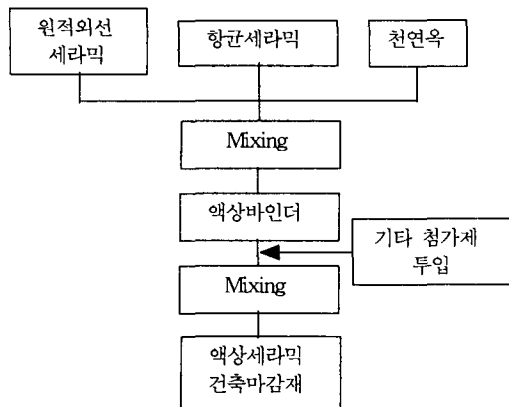 원적외선
세라믹
항균세라믹
천연옥
Mixing
액상바인더
기타 첨가제
투입
Mixing
액상세라믹
건축마감재